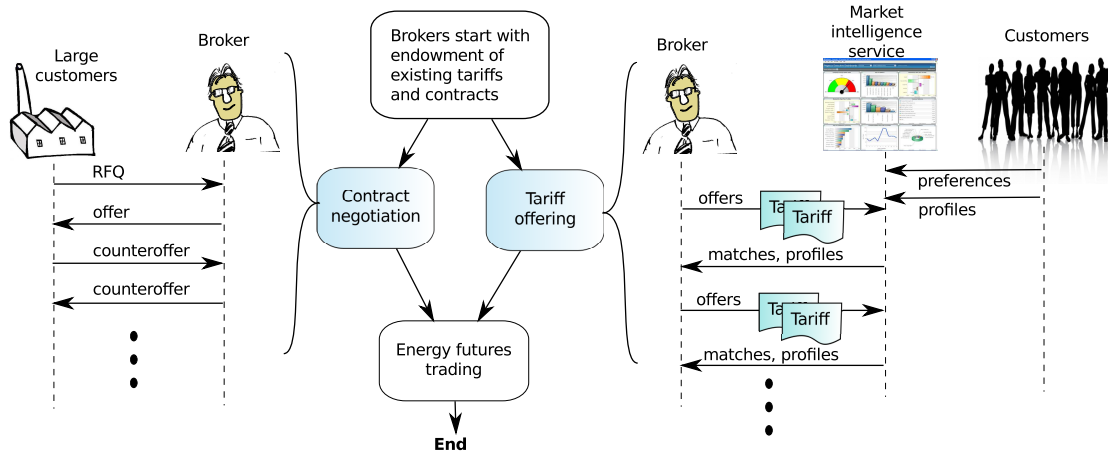 Large
customers
Broker
RFQ
offer
counteroffer
counteroffer
Brokers start with
endowment of
existing tariffs
and contracts
Contract
negotiation
Tariff
offering
Energy futures
trading
End
Broker
Market
intelligence
service
Customers
preferences
profiles
offers
Tariff
matches, profiles
offers
Tariff
matches, profiles